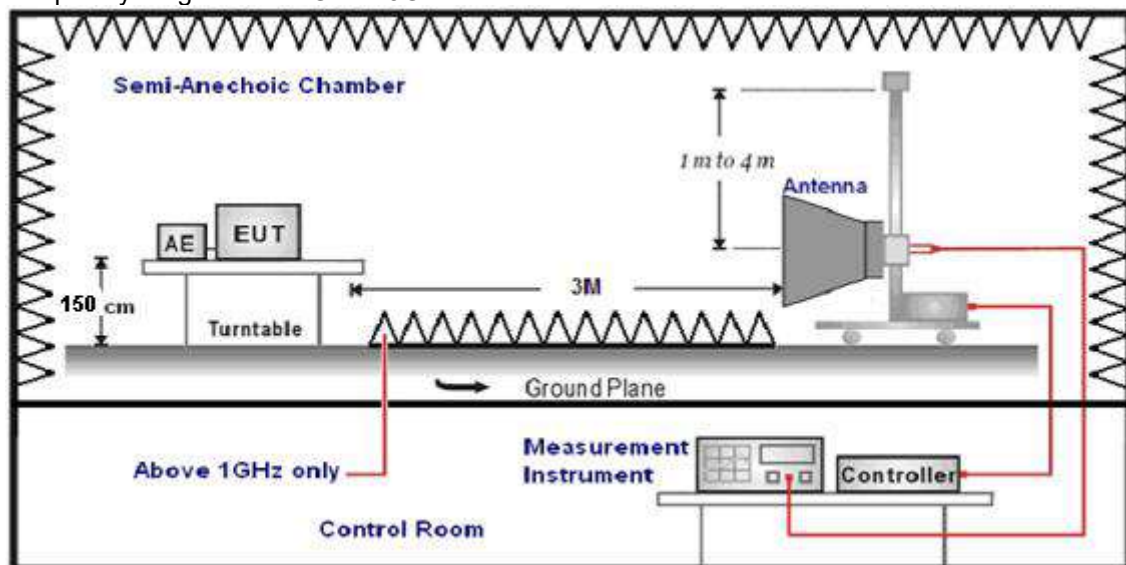 Semi-Anechoic Chamber
1 m to 4 m
Antenna
AE
EUT
150 cm
3M
Turntable
Ground Plane
Above 1GHz only
Measurement
Instrument
Controller
Control Room